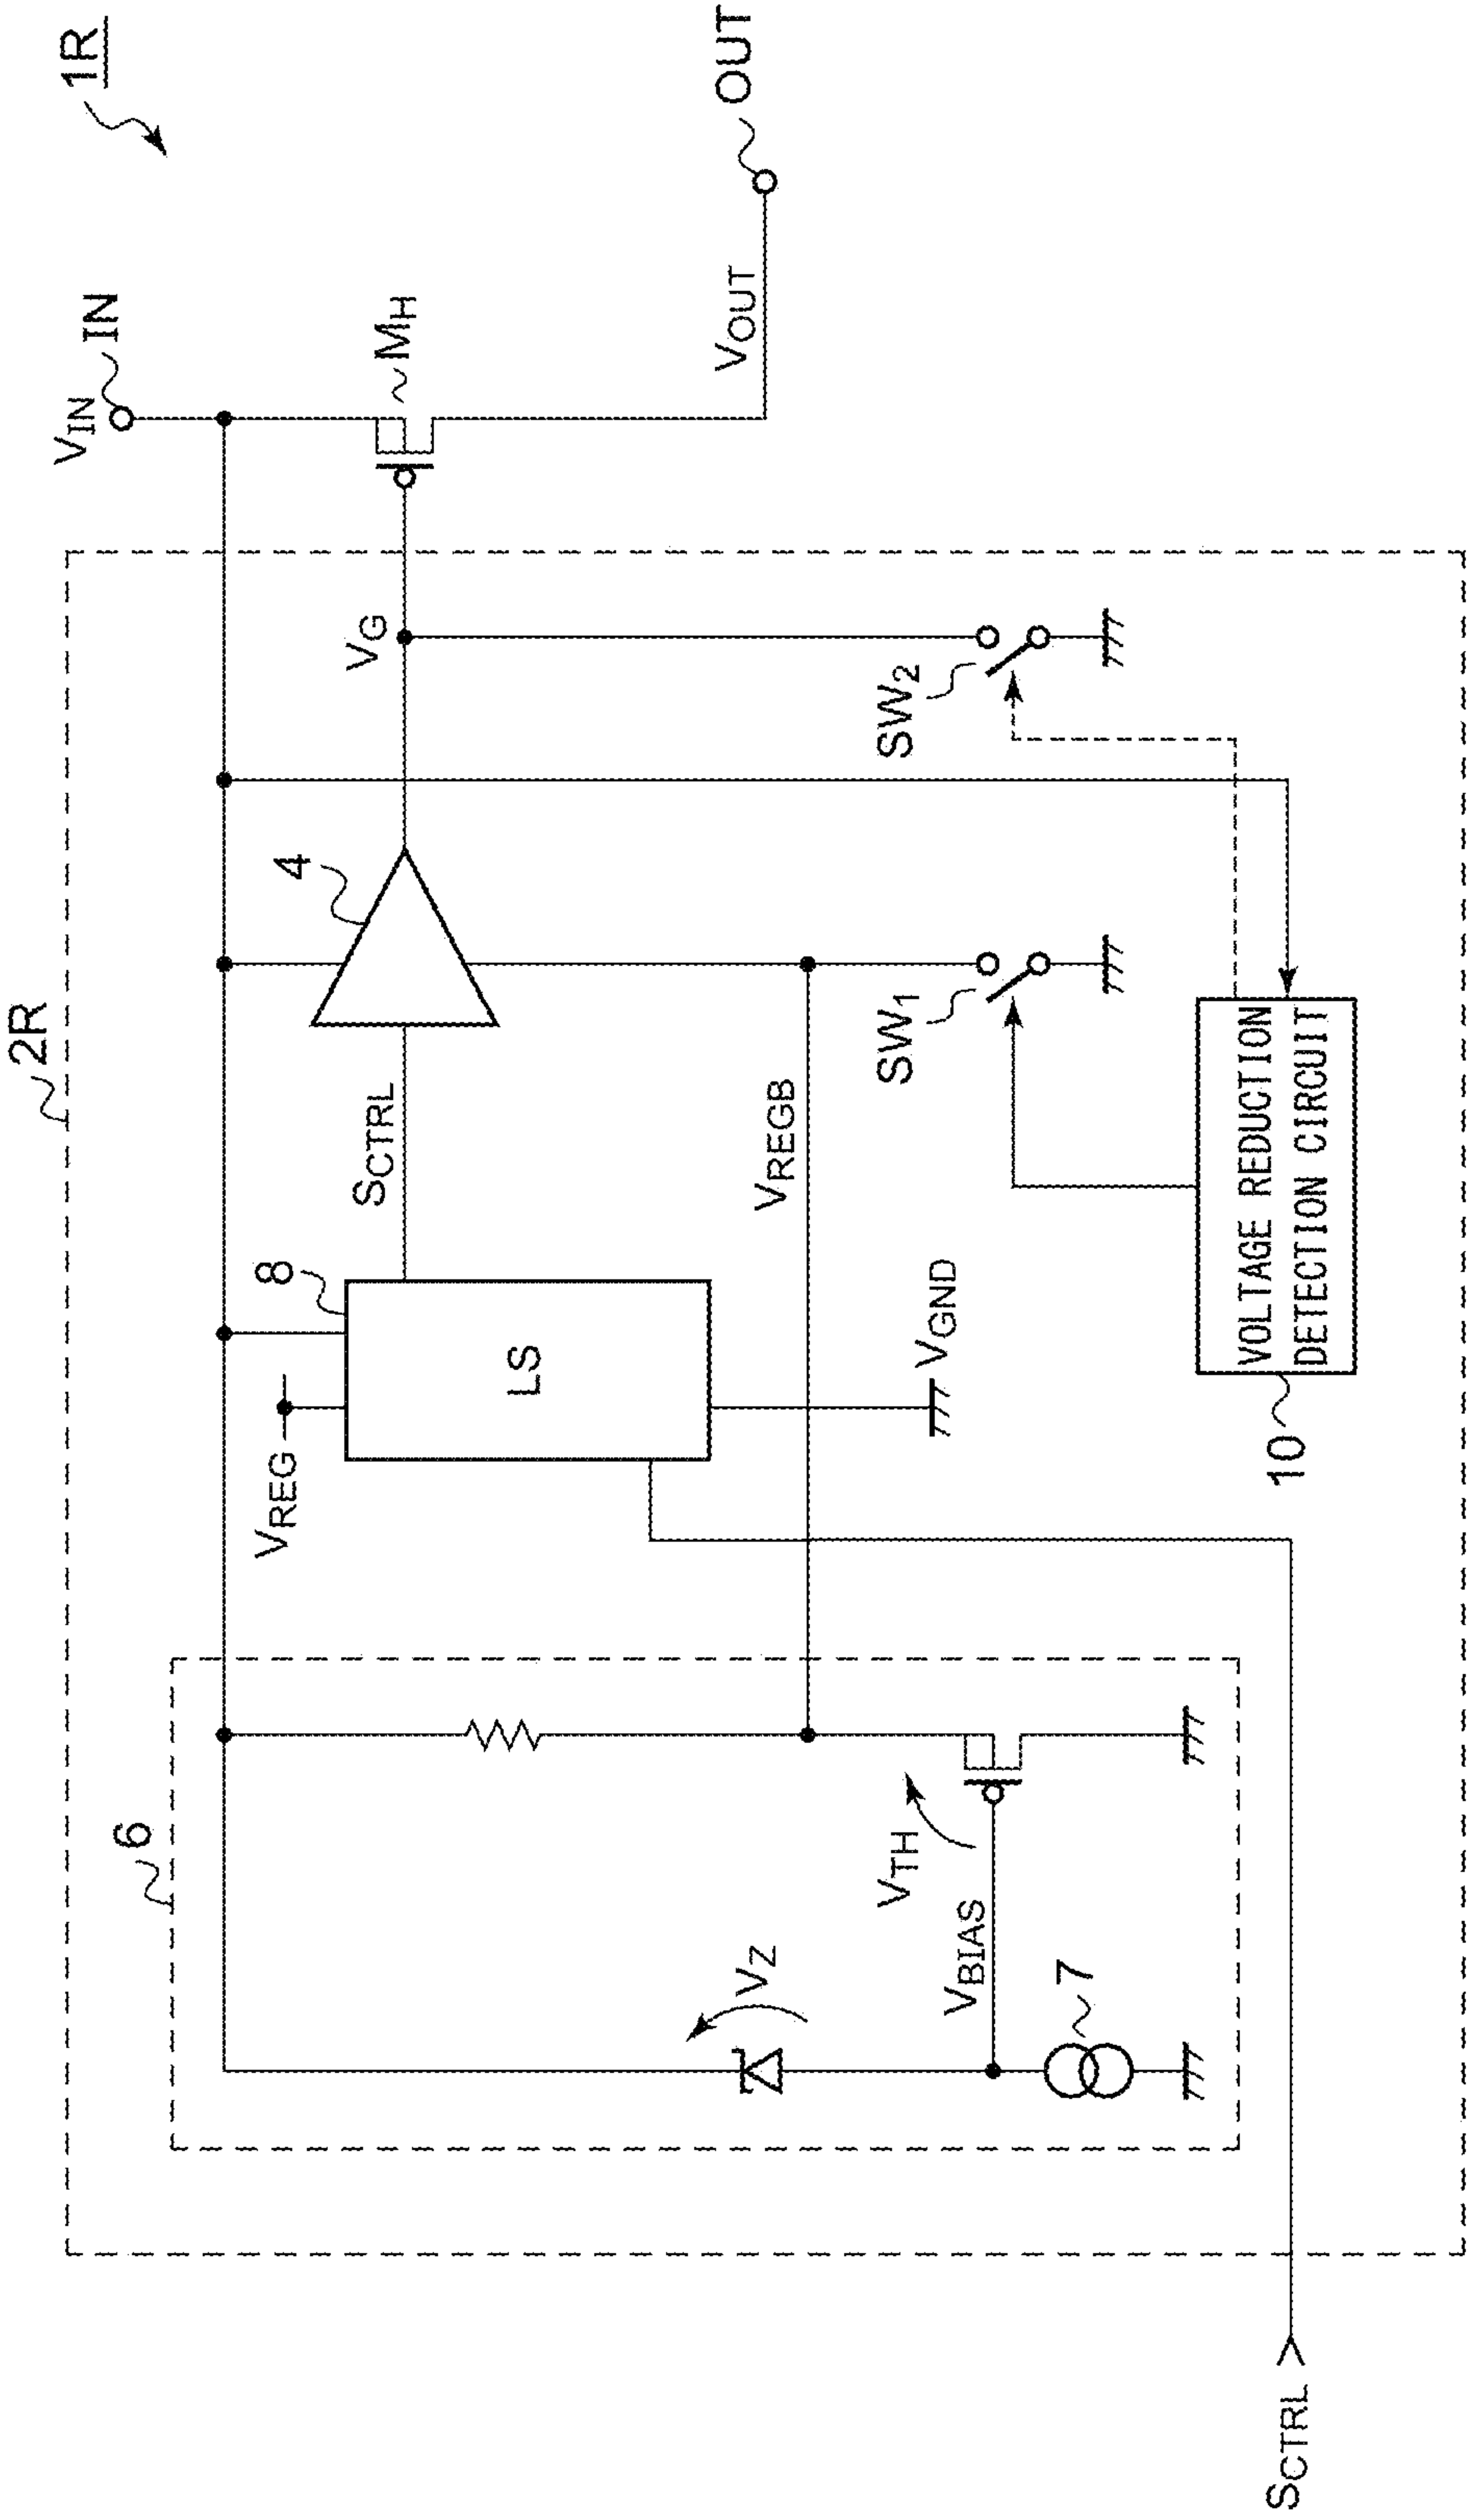 1R
2R
VIN
IN
6
VREG
8
4
VG
MH
SCTRL
LS
VZ
VTH
VREGB
VOUT
OUT
VBIAS
7
VGND
SW1
SW2
10
VOLTAGE REDUCTION
DETECTION CIRCUIT
SCTRL